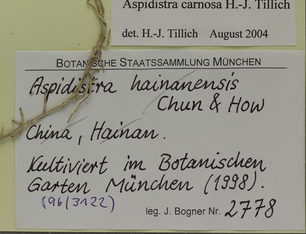 Aspidistra carnosa H.-J. Tillich
det. H.-J. Tillich August 2004
BOTANISCHE STAATSSAMMLUNG MÜNCHEN
Aspidistra hainanensis
Chun & How
China, Hainan.
Kultiviert im Botanischen
Garten München (1998).
(96/3122)
leg. J. Bogner Nr. 2778